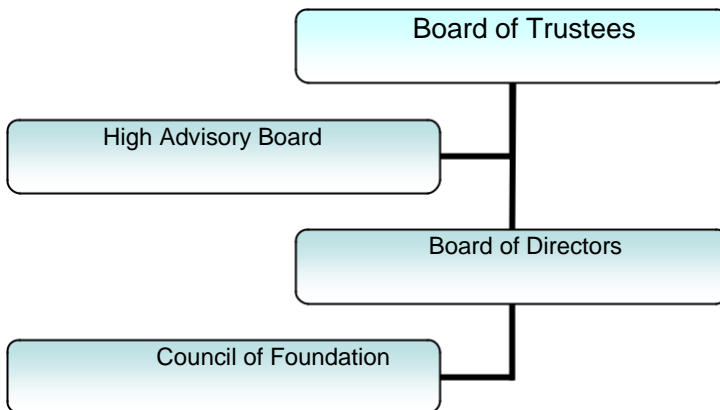 Board of Trustees
High Advisory Board
Board of Directors
Council of Foundation